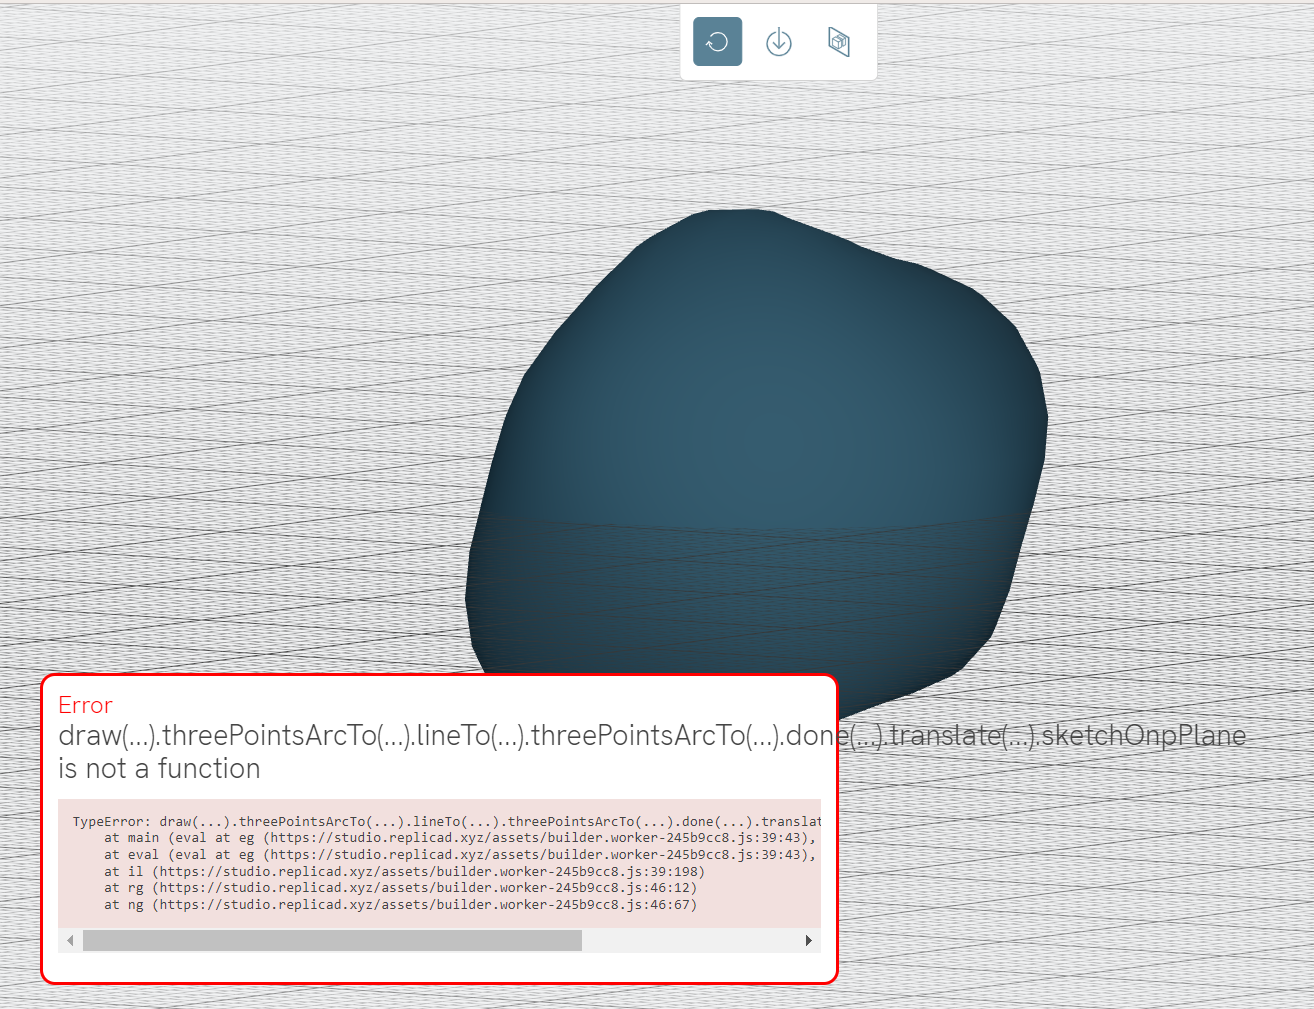 Error
draw(...).threePointsArcTo(...).lineTo(...).threePointsArcTo(...).done(...).translate(...).sketchOnpPlane
is not a function
TypeError: draw(...).threePointsArcTo(...).lineTo(...).threePointsArcTo(...).done(...).translat
at main (eval at eg (https://studio.replicad.xyz/assets/builder.worker-245b9cc8.js:39:43),
at eval (eval at eg (https://studio.replicad.xyz/assets/builder.worker-245b9cc8.js:39:43),
at il (https://studio.replicad.xyz/assets/builder.worker-245b9cc8.js:39:198)
at rg (https://studio.replicad.xyz/assets/builder.worker-245b9cc8.js:46:12)
at ng (https://studio.replicad.xyz/assets/builder.worker-245b9cc8.js:46:67)